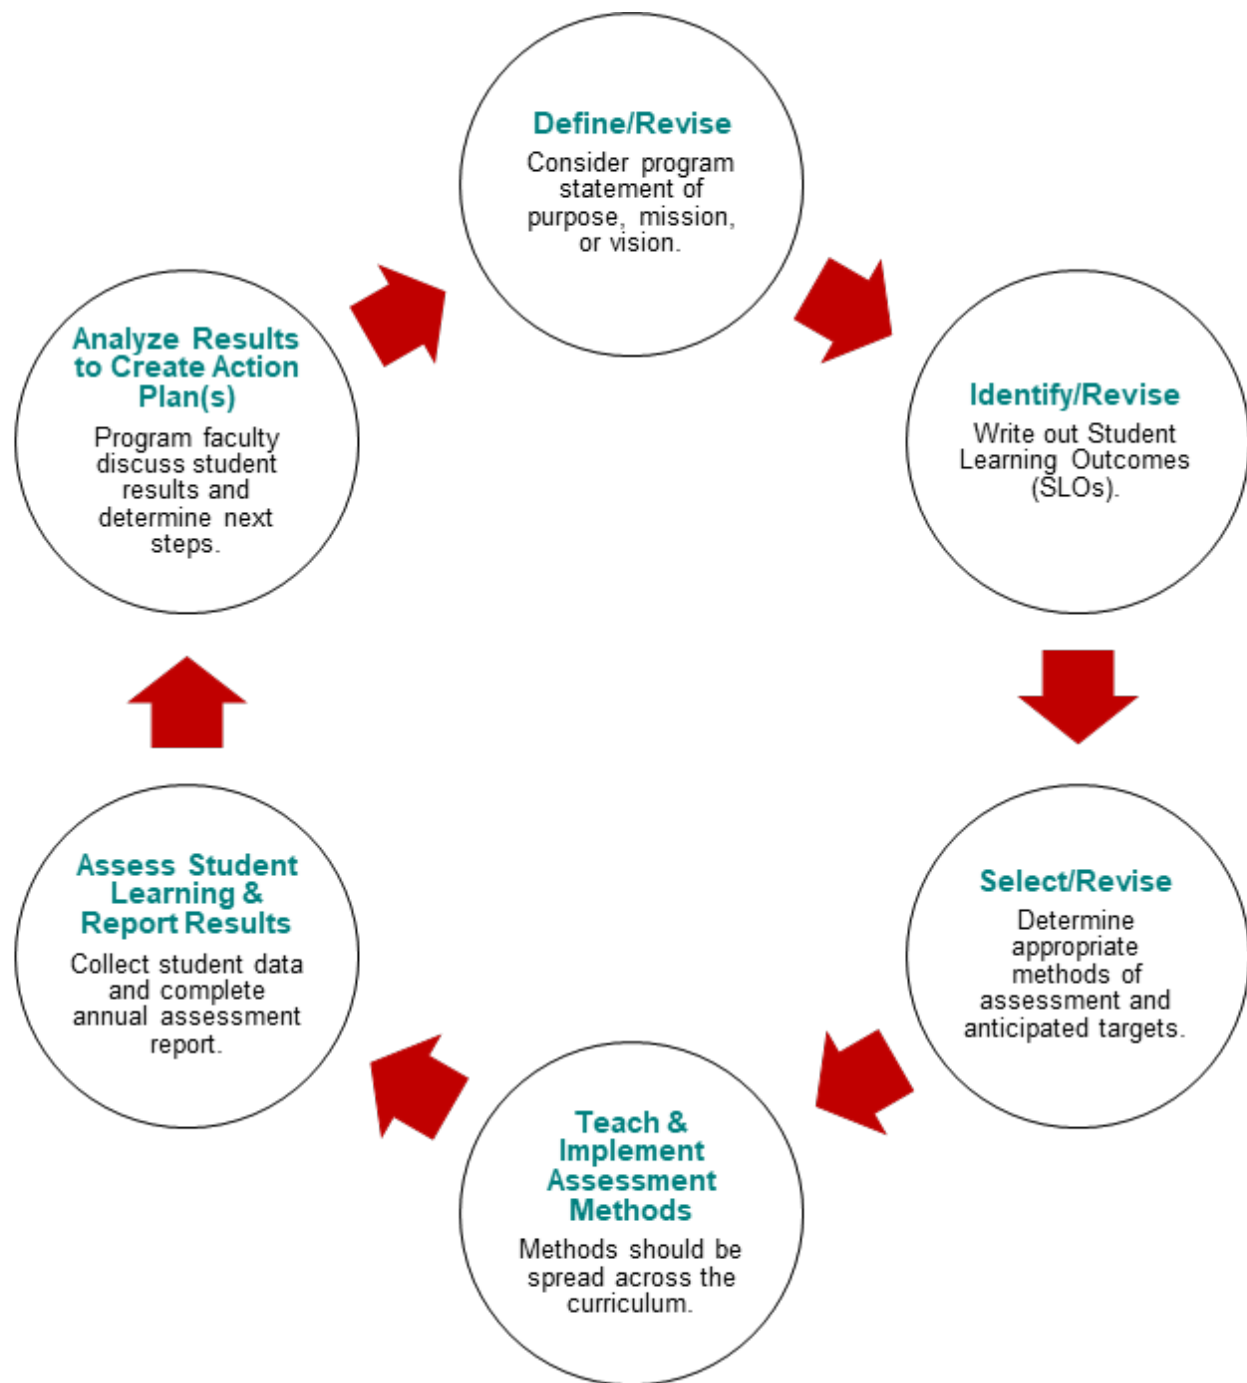 Define/Revise
Consider program
statement of
purpose, mission,
or vision.
Identify/Revise
Write out Student
Learning Outcomes
(SLOs).
Select/Revise
Determine
appropriate
methods of
assessment and
anticipated targets.
Teach &
Implement
Assessment
Methods
Methods should be
spread across the
curriculum.
Assess Student
Learning &
Report Results
Collect student data
and complete
annual assessment
report.
Analyze Results
to Create Action
Plan(s)
Program faculty
discuss student
results and
determine next
steps.